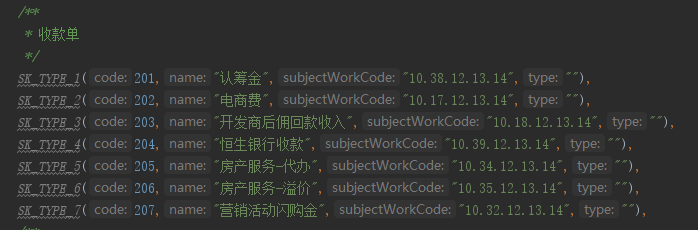 /**
* 收款单
*/
SK_TYPE_1( code: 201, name: "认筹金", subjectWorkCode: "10.38.12.13.14", type: ""),
SK_TYPE_2( code: 202, name: "电商费", subjectWorkCode: "10.17.12.13.14", type: ""),
SK_TYPE_3( code: 203, name: "开发商后佣回款收入", subjectWorkCode: "10.18.12.13.14", type: ""),
SK_TYPE_4( code: 204, name: "恒生银行收款", subjectWorkCode: "10.39.12.13.14", type: ""),
SK_TYPE_5( code: 205, name: "房产服务-代办", subjectWorkCode: "10.34.12.13.14", type: ""),
SK_TYPE_6( code: 206, name: "房产服务-溢价", subjectWorkCode: "10.35.12.13.14", type: ""),
SK_TYPE_7( code: 207, name: "营销活动闪购金", subjectWorkCode: "10.32.12.13.14", type: ""),
/**